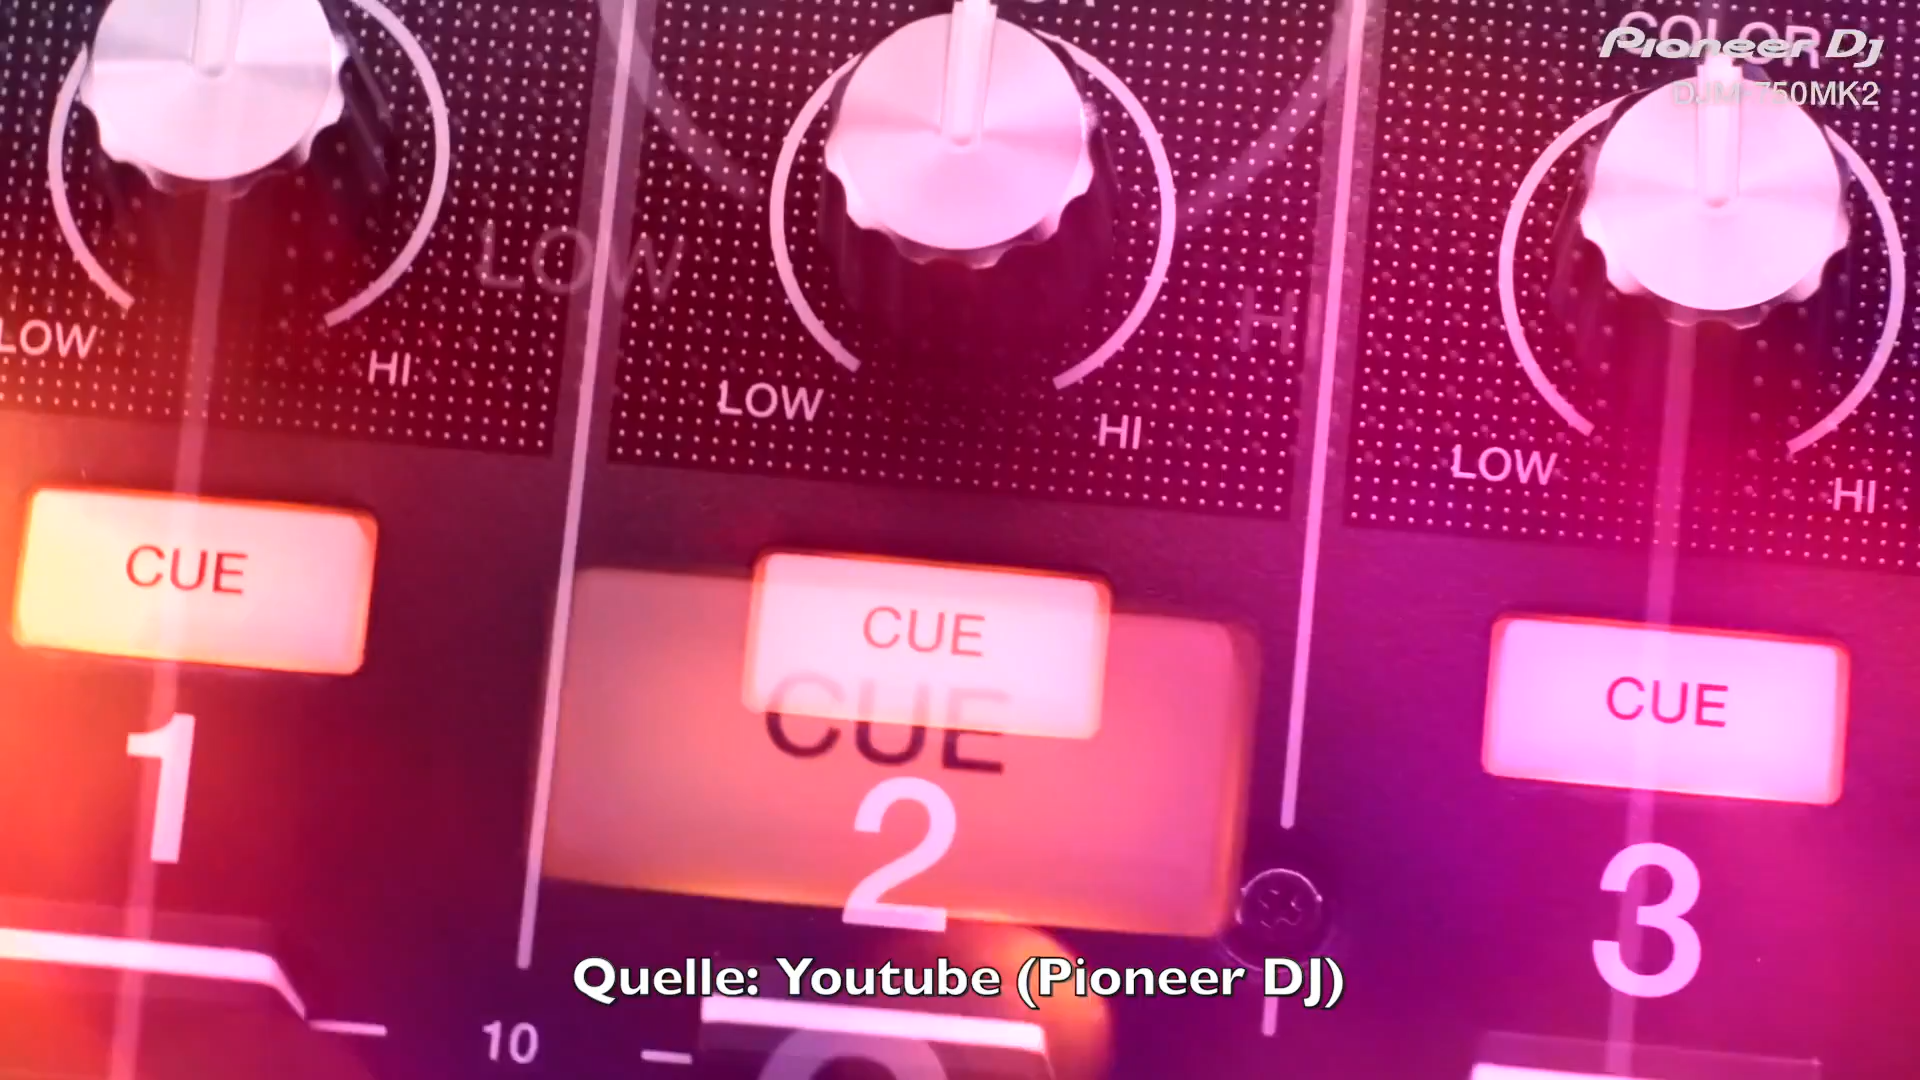 COLOR
Pioneer Dj
DJM-750MK2
LOW
HI
LOW
HI
LOW
HI
LOW
HI
CUE
CUE
CUE
CUE
1
2
3
10
Quelle: Youtube (Pioneer DJ)